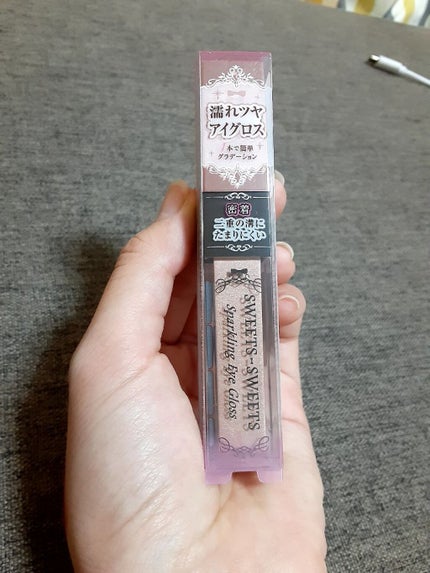 濡れツヤ
アイグロス
1本で簡単
グラデーション
密着
二重の溝に
たまりにくい
SWEETS-SWEETS
Sparkling Eye Gloss